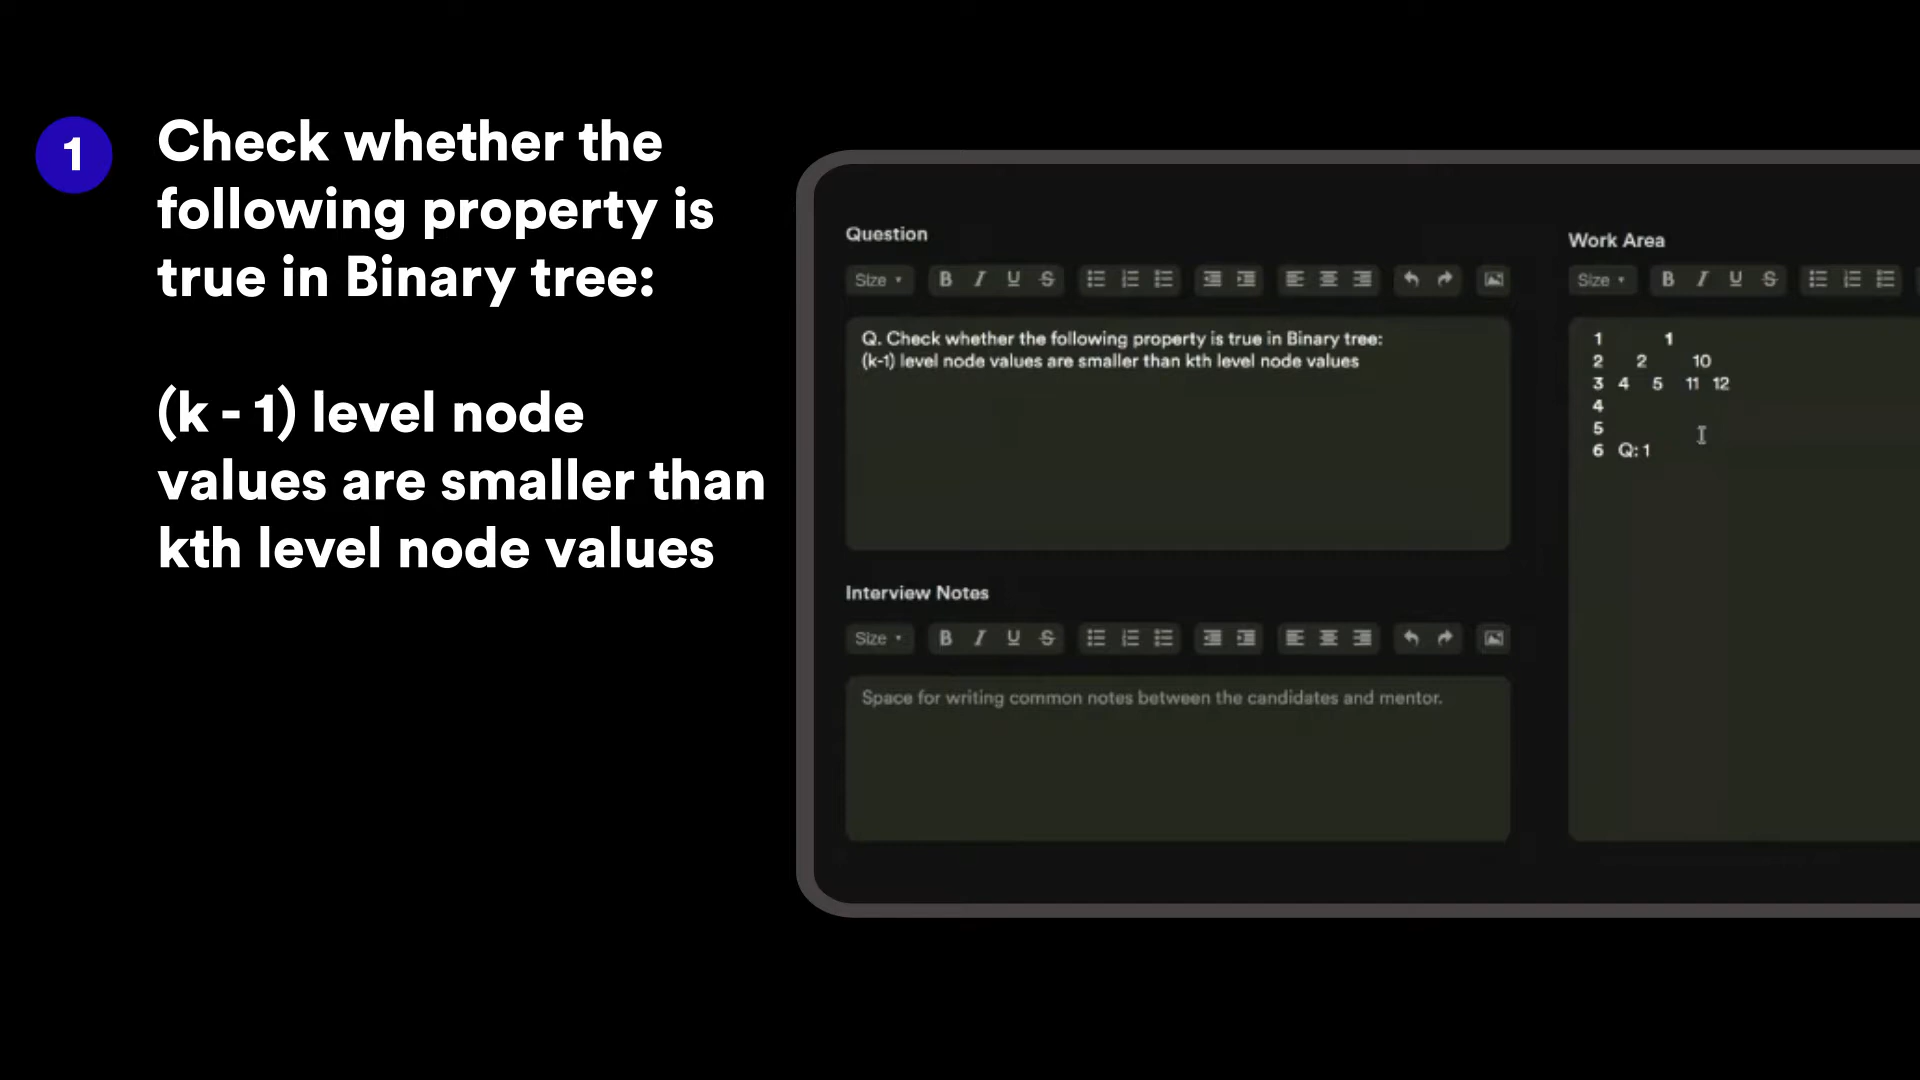 1
Check whether the
following property is
true in Binary tree:
(k - 1) level node
values are smaller than
kth level node values
Question
Size B I U S
Q. Check whether the following property is true in Binary tree:
(k-1) level node values are smaller than kth level node values
Interview Notes
Size B I U S
Space for writing common notes between the candidates and mentor.
Work Area
Size B I U S
1 1
2 2 10
3 4 5 11 12
4
5
6 Q: 1